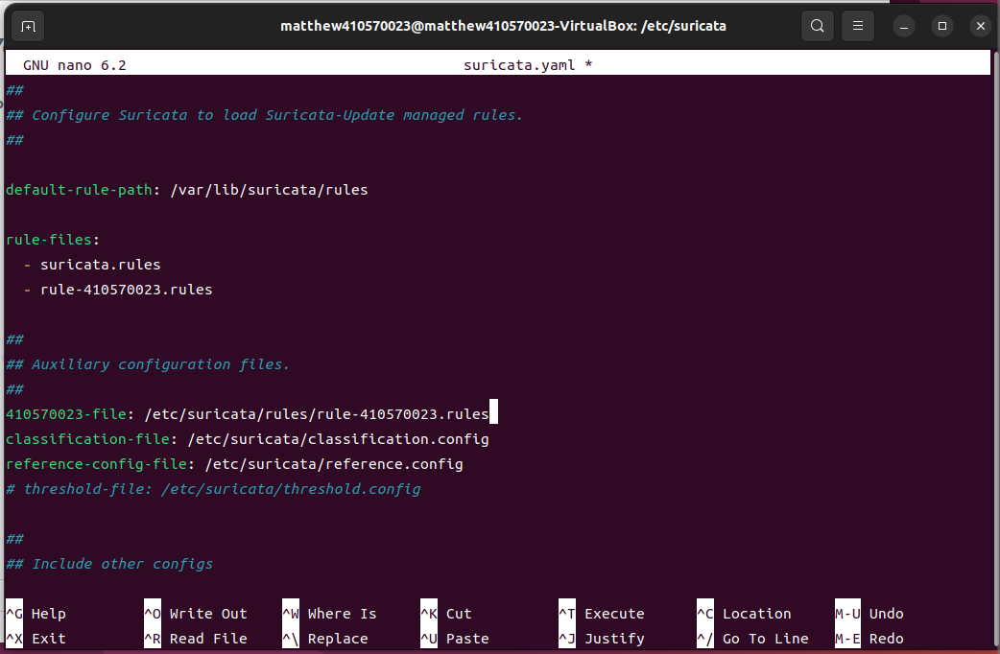 matthew410570023@matthew410570023-VirtualBox: /etc/suricata
GNU nano 6.2 suricata.yaml *
##
## Configure Suricata to load Suricata-Update managed rules.
##
default-rule-path: /var/lib/suricata/rules
rule-files:
- suricata.rules
- rule-410570023.rules
##
## Auxiliary configuration files.
##
410570023-file: /etc/suricata/rules/rule-410570023.rules
classification-file: /etc/suricata/classification.config
reference-config-file: /etc/suricata/reference.config
# threshold-file: /etc/suricata/threshold.config
##
## Include other configs
^G Help ^O Write Out ^W Where Is ^K Cut ^T Execute ^C Location M-U Undo
^X Exit ^R Read File ^\ Replace ^U Paste ^J Justify ^/ Go To Line M-E Redo